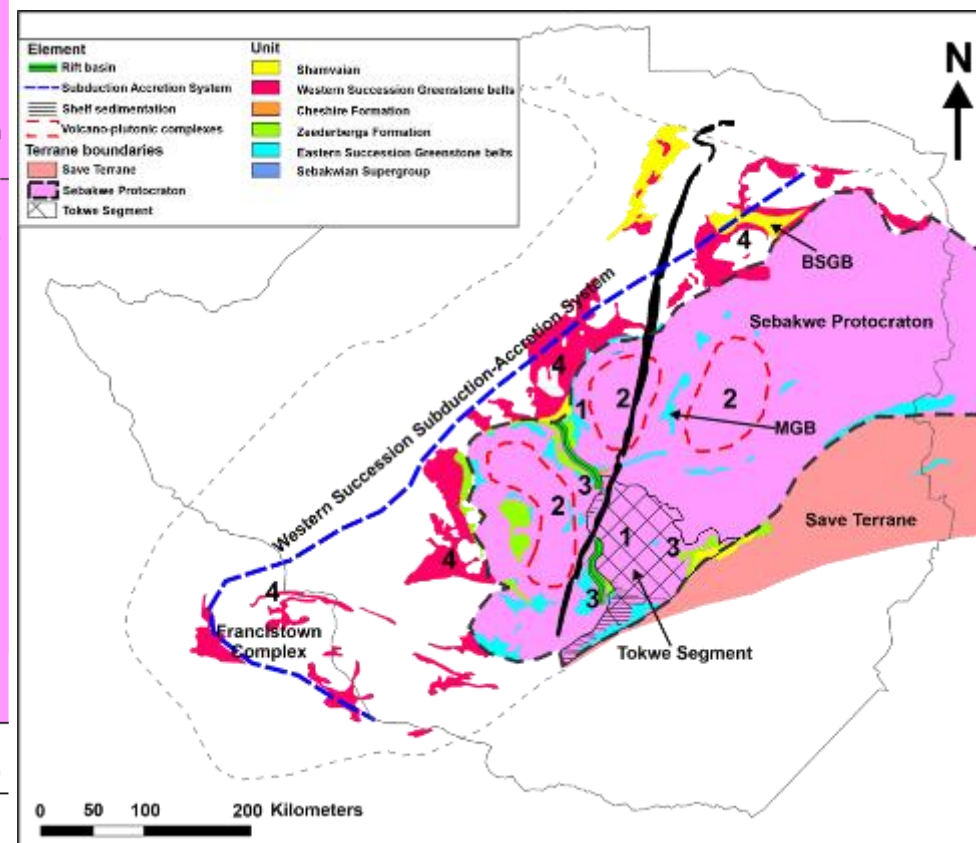 Element
Rift basin
Subduction Accretion System
Shelf sedimentation
Volcano-plutonic complexes
Terrane boundaries
Save Terrane
Sebakwe Protocraton
Tokwe Segment
Unit
Shamvaian
Western Succession Greenstone belts
Cheshire Formation
Zeederbergs Formation
Eastern Succession Greenstone belts
Sebakwian Supergroup
N
4
BSGB
Sebakwe Protocraton
Western Succession Subduction-Accretion System
4
1
2
2
MGB
3
2
1
3
Save Terrane
4
4
3
Francistown
Complex
Tokwe Segment
0 50 100 200 Kilometers